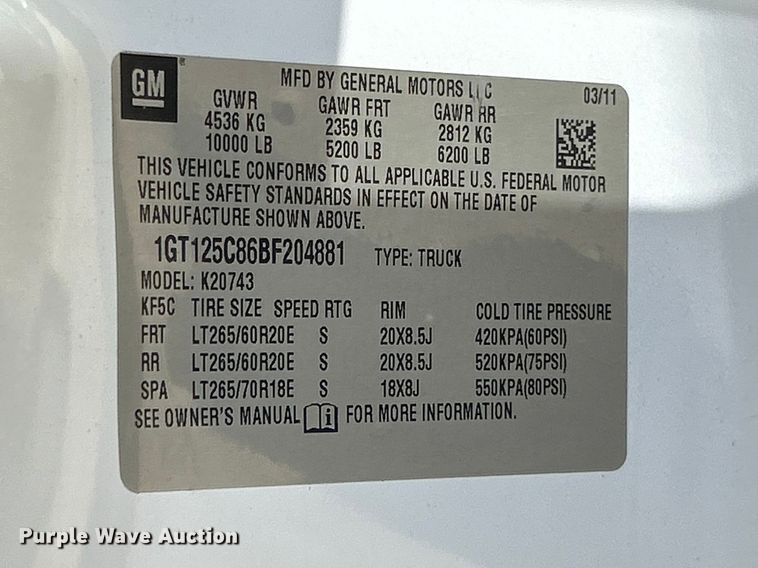 GM
MFD BY GENERAL MOTORS LLC
03/11
GVWR GAWR FRT GAWR RR
4536 KG 2359 KG 2812 KG
10000 LB 5200 LB 6200 LB
THIS VEHICLE CONFORMS TO ALL APPLICABLE U.S. FEDERAL MOTOR
VEHICLE SAFETY STANDARDS IN EFFECT ON THE DATE OF
MANUFACTURE SHOWN ABOVE.
1GT125C86BF204881 TYPE: TRUCK
MODEL: K20743
KF5C TIRE SIZE SPEED RTG RIM COLD TIRE PRESSURE
FRT LT265/60R20E S 20X8.5J 420KPA(60PSI)
RR LT265/60R20E S 20X8.5J 520KPA(75PSI)
SPA LT265/70R18E S 18X8J 550KPA(80PSI)
SEE OWNER'S MANUAL i FOR MORE INFORMATION.
Purple Wave Auction